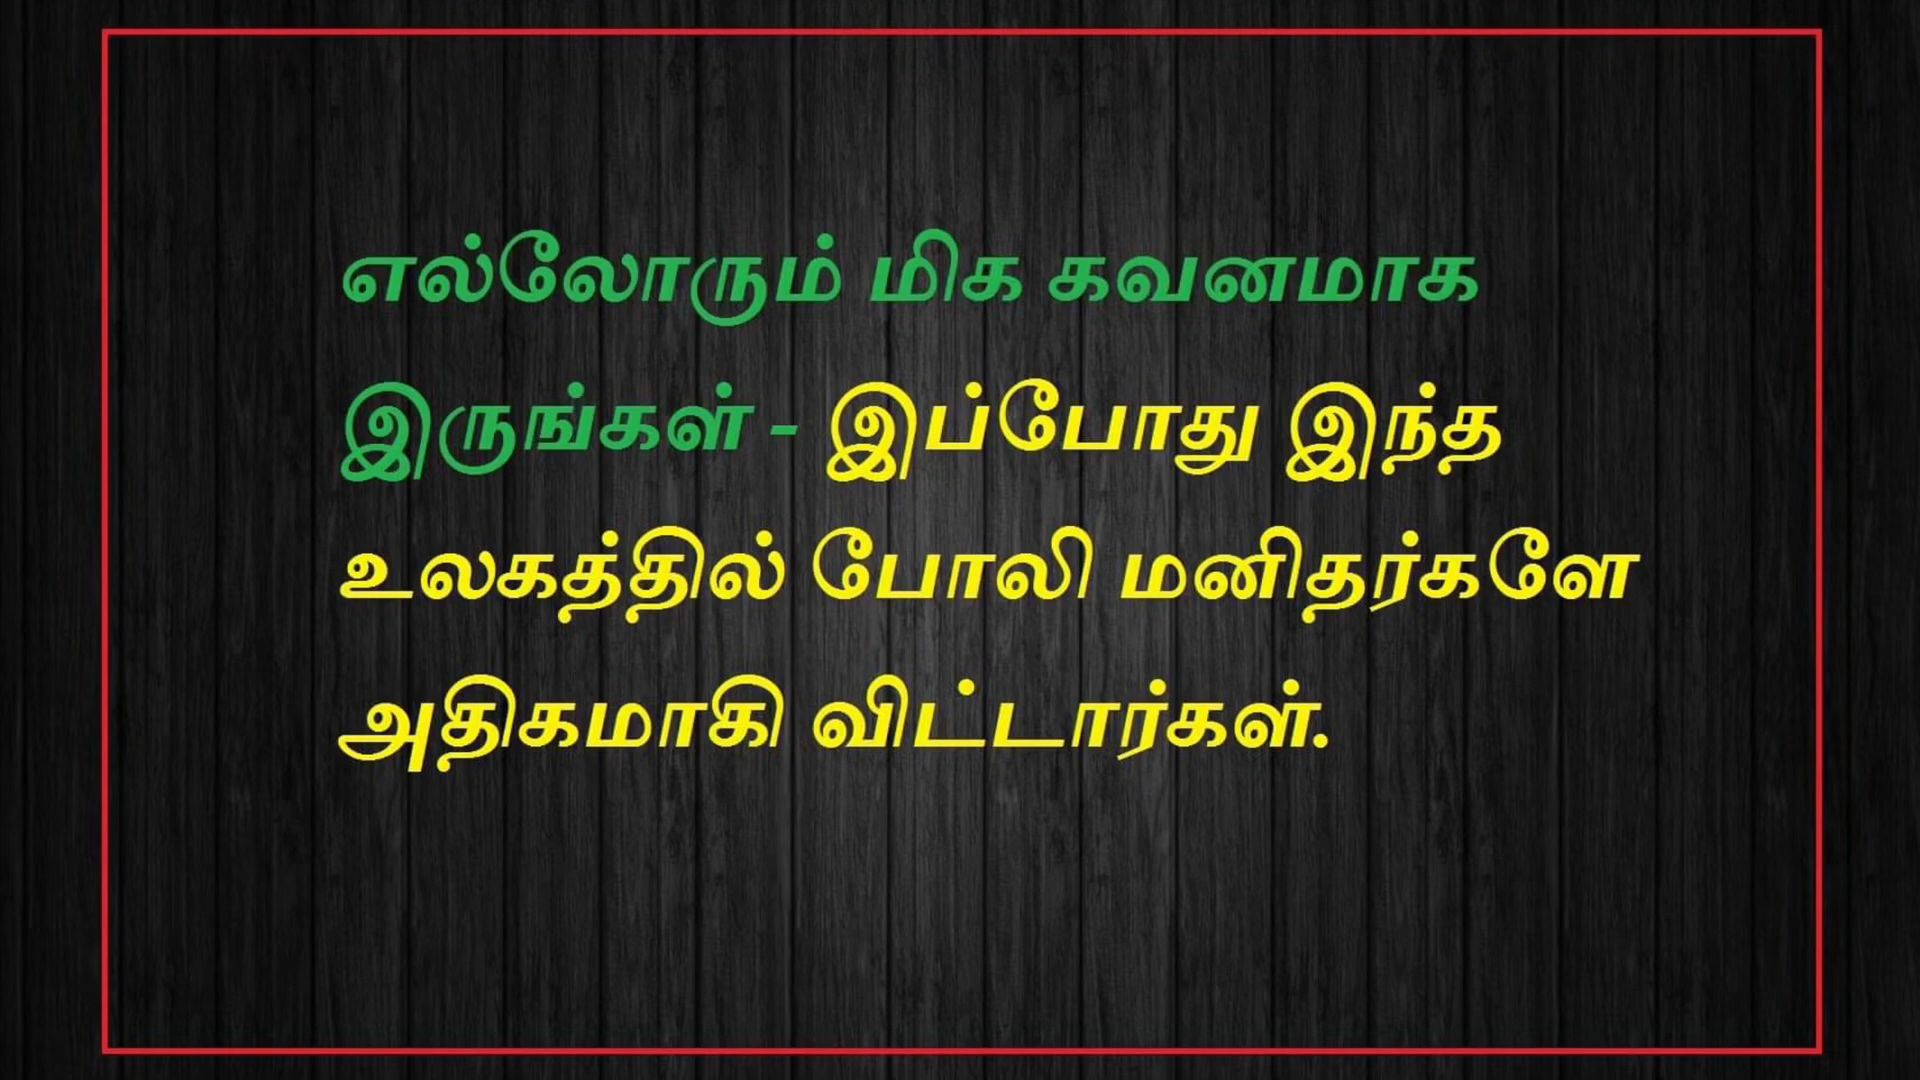 எல்லோரும் மிக கவனமாக
இருங்கள் - இப்போது இந்த
உலகத்தில் போலி மனிதர்களே
அதிகமாகி விட்டார்கள்.